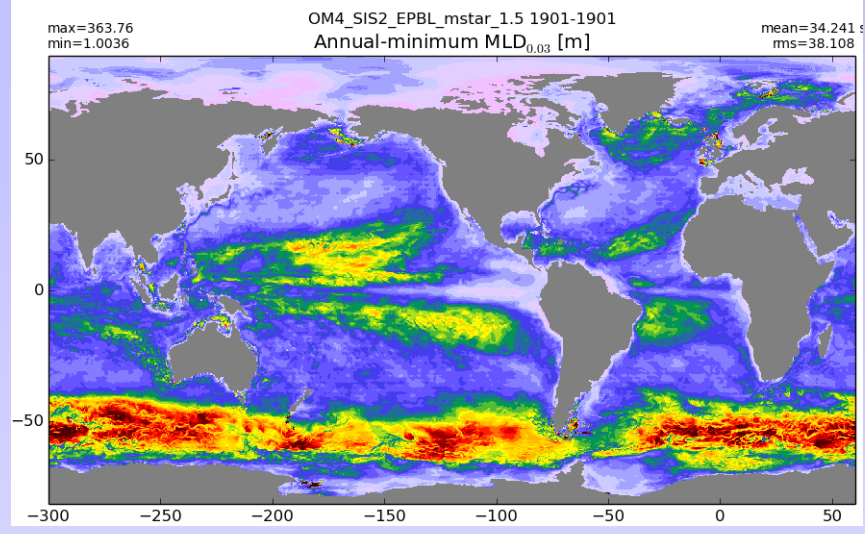 OM4_SIS2_EPBL_mstar_1.5 1901-1901
max=363.76
min=1.0036
Annual-minimum MLD0.03 [m]
mean=34.241 s
rms=38.108
50
0
−50
−300 −250 −200 −150 −100 −50 0 50